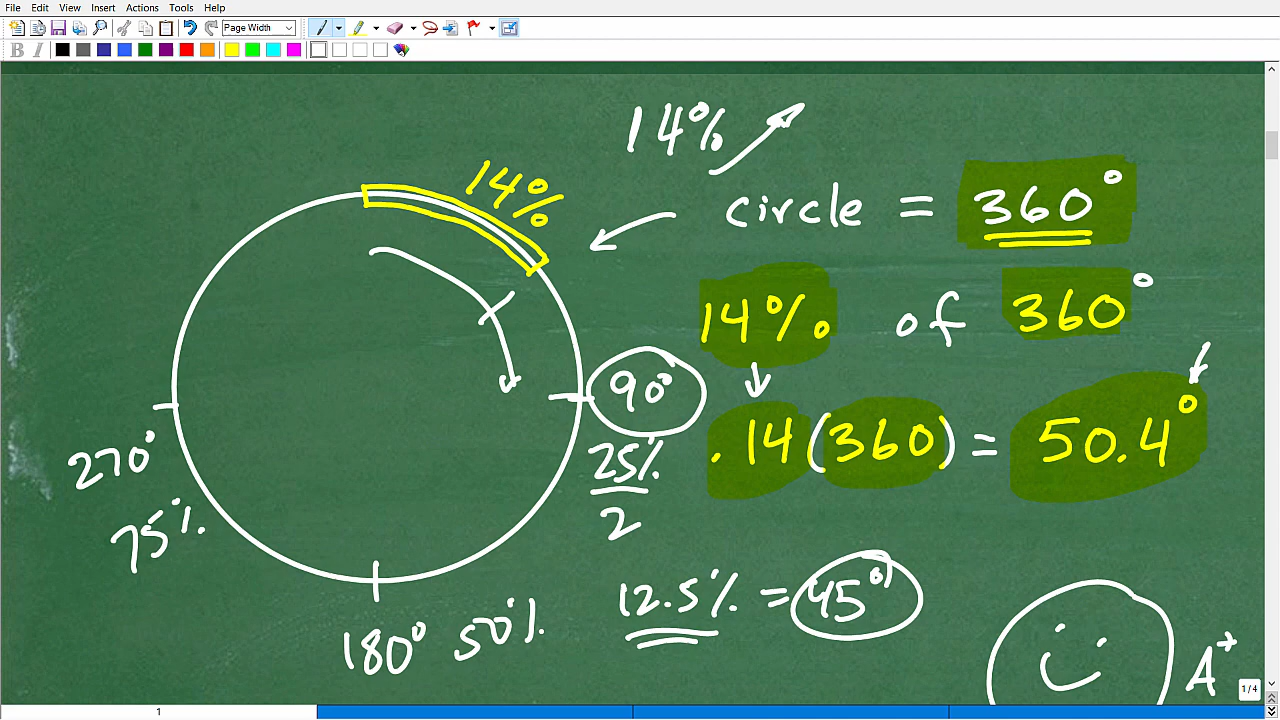 File Edit View Insert Actions Tools Help
Page Width
B I
14%
14%
circle = 360°
14% of 360°
90°
.14(360) = 50.4°
270°
25%
2
75%
12.5% = 45°
180° 50%
A+
1/4
1